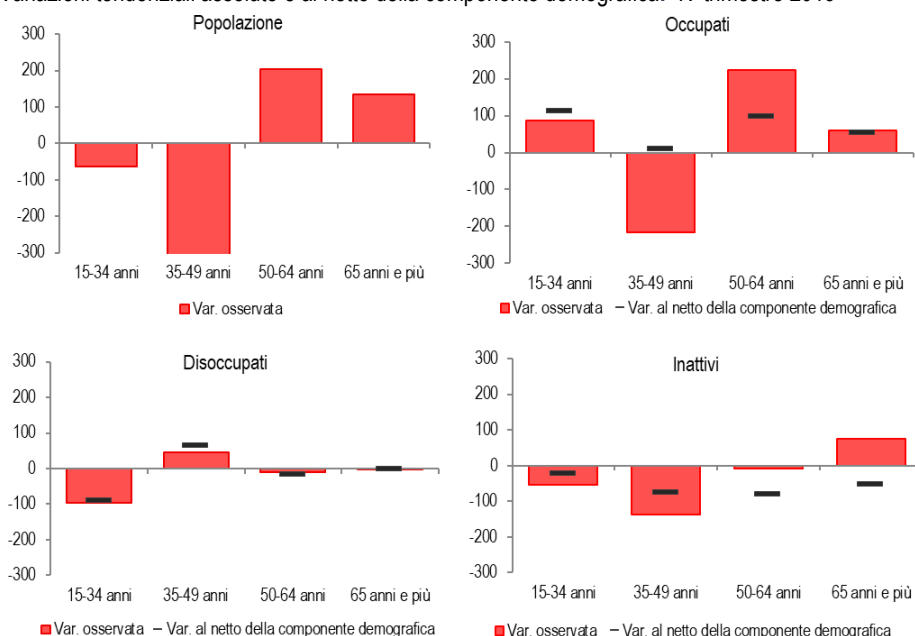 Variazioni tendenziali assolute e al netto della componente demografica. trimestre
Popolazione
300
200
100
0
-100
-200
-300
15-34 anni 35-49 anni 50-64 anni 65 anni e più
Var. osservata
Occupati
300
200
100
0
-100
-200
-300
15-34 anni 35-49 anni 50-64 anni 65 anni e più
Var. osservata Var. al netto della componente demografica
Disoccupati
300
200
100
0
-100
-200
-300
15-34 anni 35-49 anni 50-64 anni 65 anni e più
Var. osservata Var. al netto della componente demografica
Inattivi
300
200
100
0
-100
-200
-300
15-34 anni 35-49 anni 50-64 anni 65 anni e più
Var. osservata Var. al netto della componente demografica